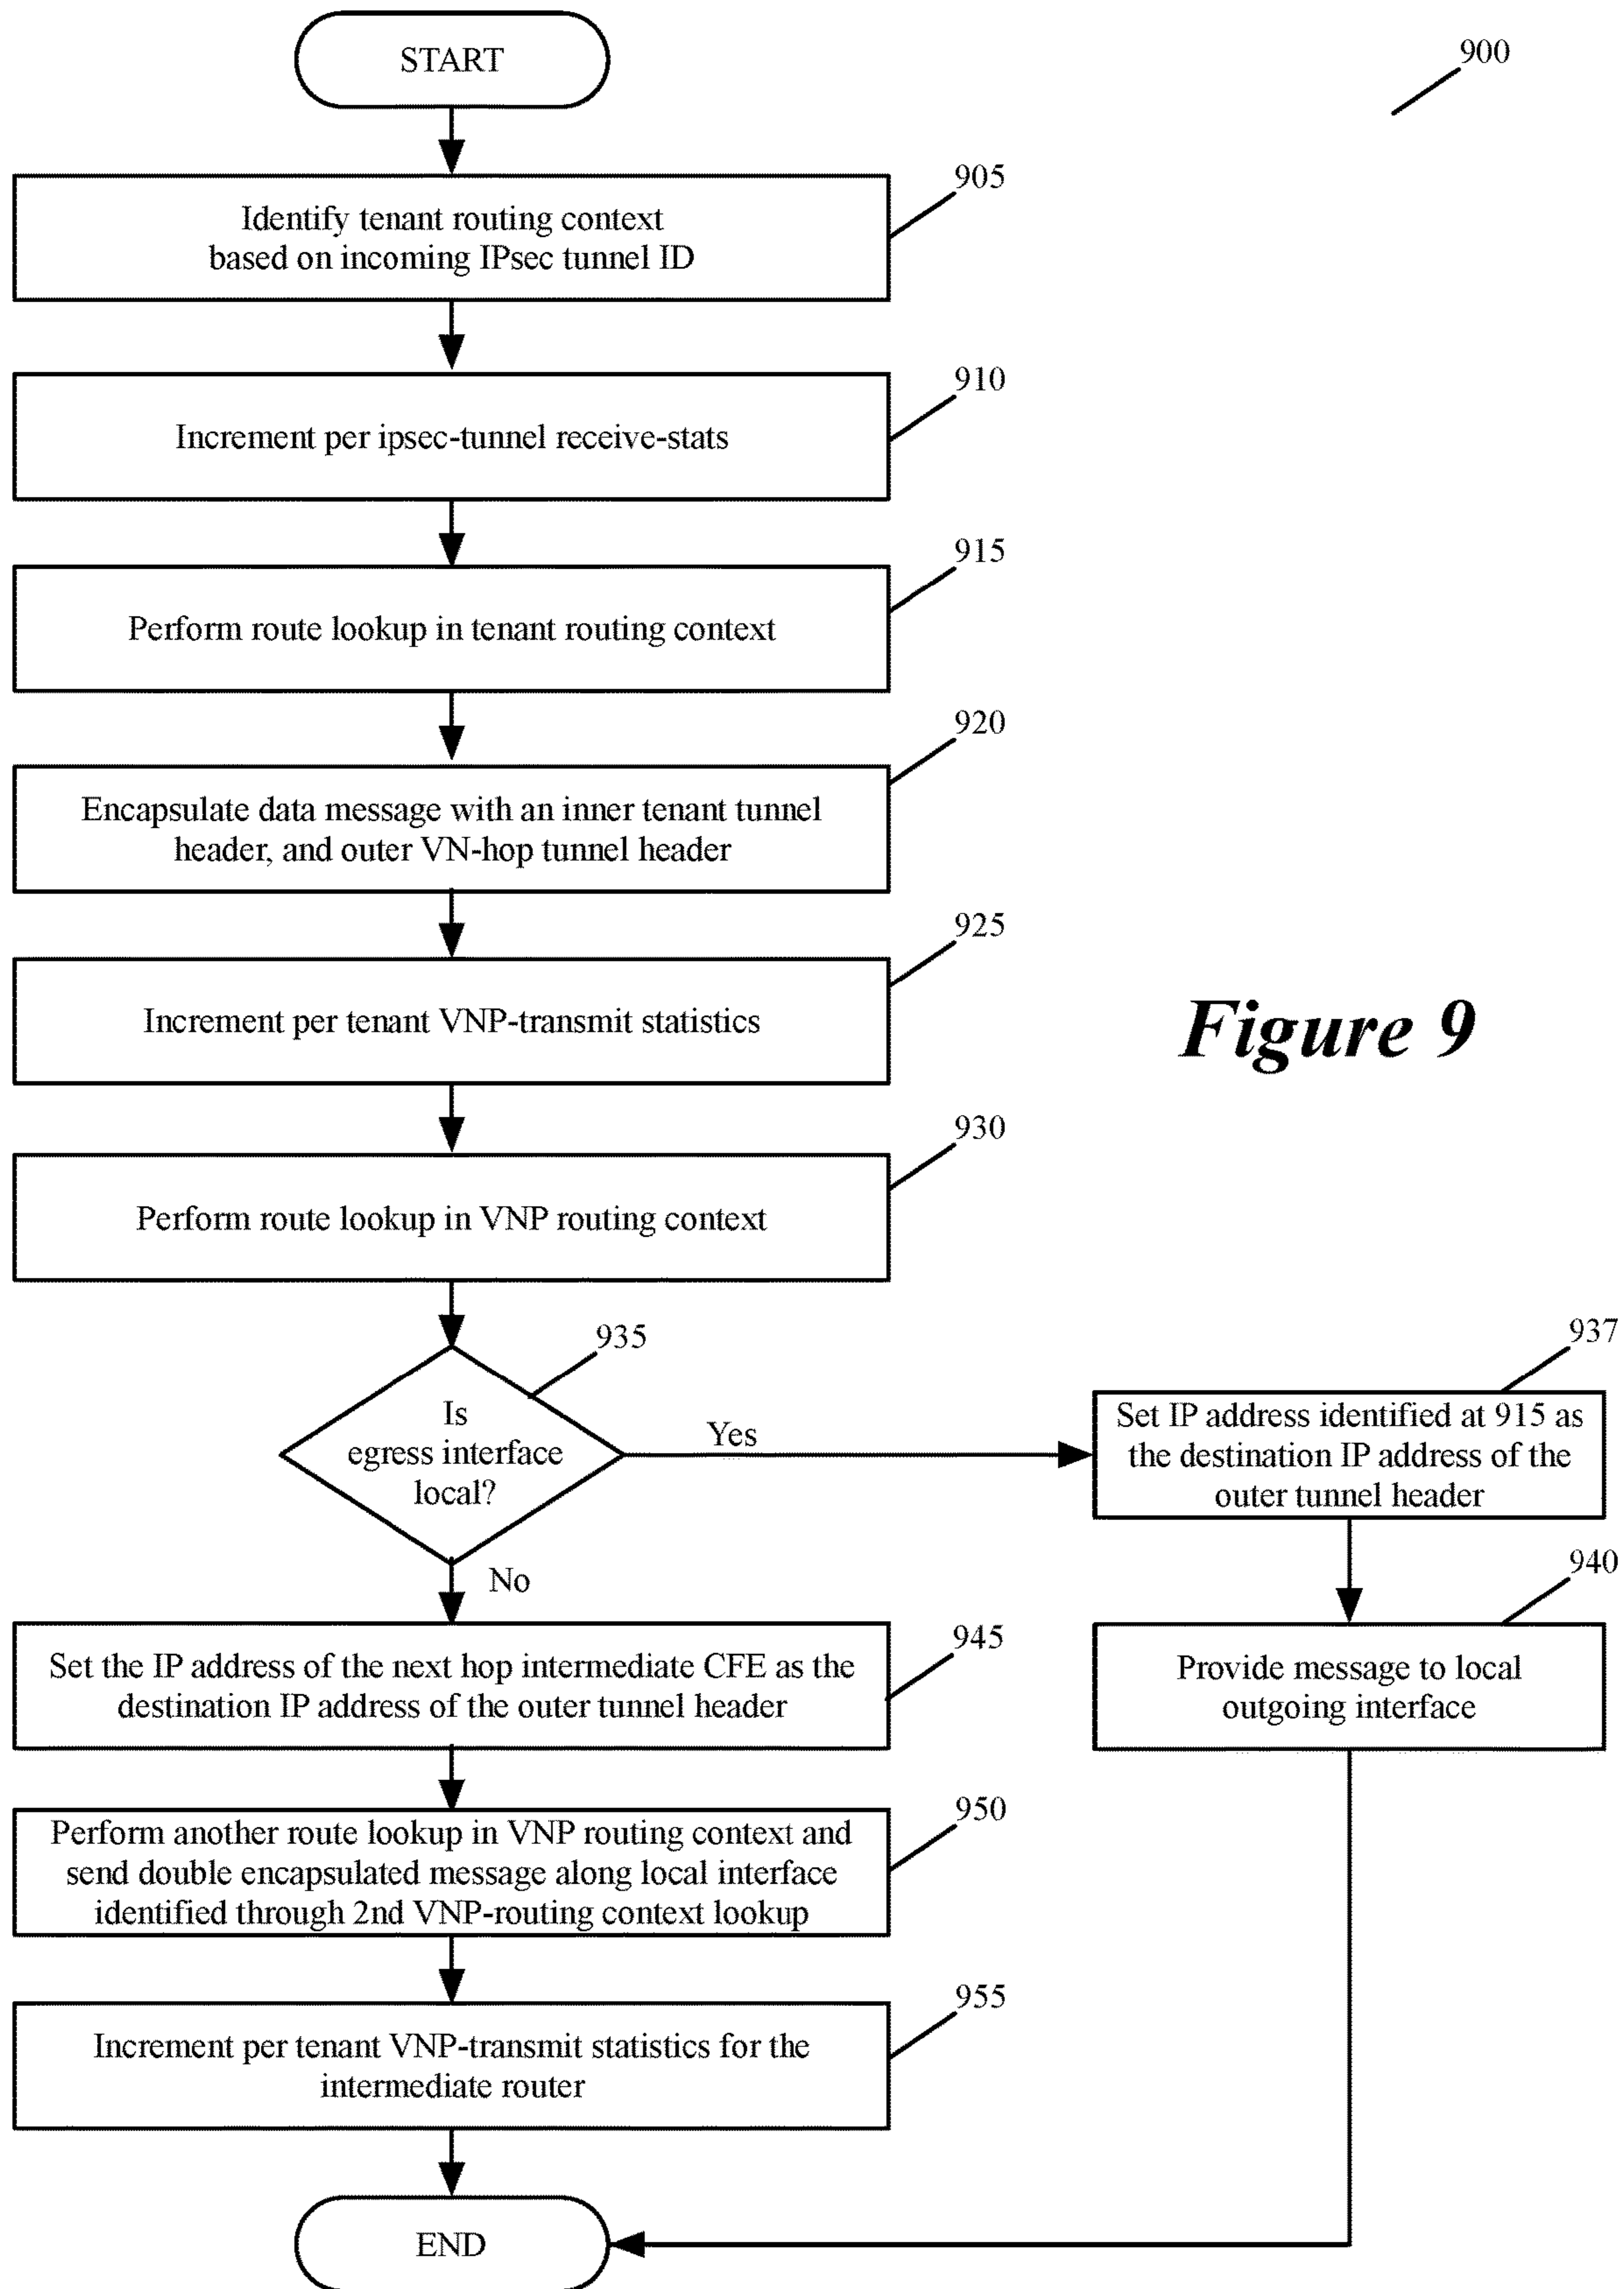 START
900
905
Identify tenant routing context
based on incoming IPsec tunnel ID
910
Increment per ipsec-tunnel receive-stats
915
Perform route lookup in tenant routing context
920
Encapsulate data message with an inner tenant tunnel
header, and outer VN-hop tunnel header
925
Increment per tenant VNP-transmit statistics
Figure 9
930
Perform route lookup in VNP routing context
935
Is
egress interface
local?
Yes
937
Set IP address identified at 915 as
the destination IP address of the
outer tunnel header
940
Provide message to local
outgoing interface
No
945
Set the IP address of the next hop intermediate CFE as the
destination IP address of the outer tunnel header
950
Perform another route lookup in VNP routing context and
send double encapsulated message along local interface
identified through 2nd VNP-routing context lookup
955
Increment per tenant VNP-transmit statistics for the
intermediate router
END